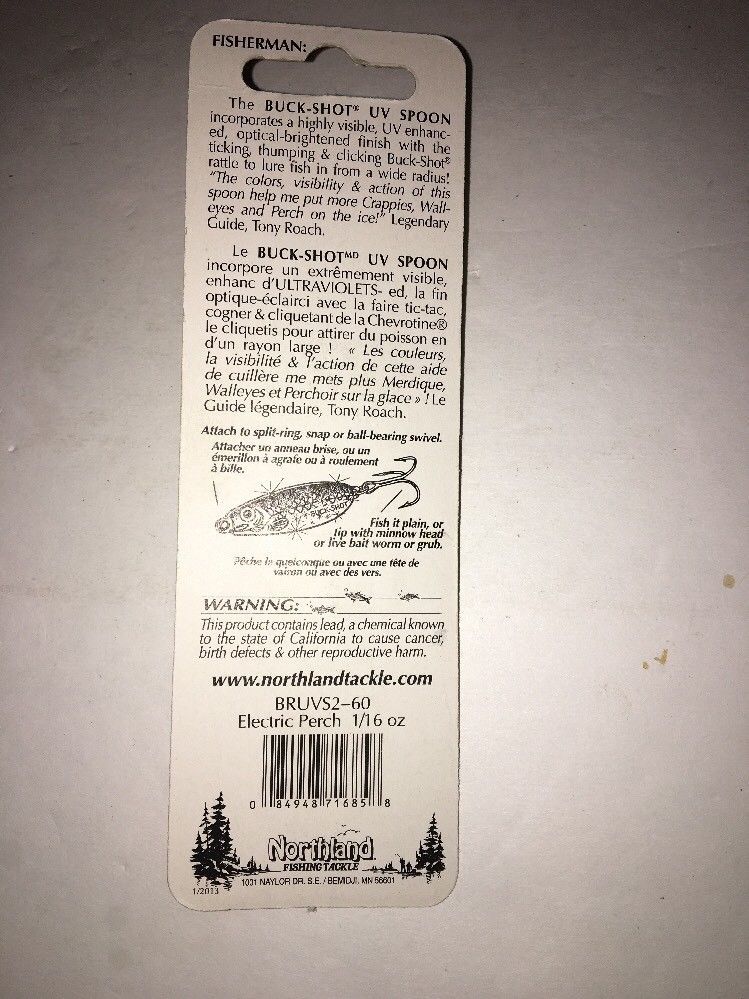 FISHERMAN:
The BUCK-SHOT® UV SPOON
incorporates a highly visible, UV enhanc-
ed, optical-brightened finish with the
ticking, thumping & clicking Buck-Shot®
rattle to lure fish in from a wide radius!
"The colors, visibility & action of this
spoon help me put more Crappies, Wall-
eyes and Perch on the ice!" Legendary
Guide, Tony Roach.
Le BUCK-SHOTMD UV SPOON
incorpore un extrêmement visible,
enhanc d'ULTRAVIOLETS- ed, la fin
optique-éclairci avec la faire tic-tac,
cogner & cliquetant de la Chevrotine®
le cliquetis pour attirer du poisson en
d'un rayon large ! « Les couleurs,
la visibilité & l'action de cette aide
de cuillère me mets plus Merdique,
Walleyes et Perchoir sur la glace » ! Le
Guide légendaire, Tony Roach.
Attach to split-ring, snap or ball-bearing swivel.
Attacher un anneau brise, ou un
émerillon à agrafe ou à roulement
à bille.
BUCK-SHOT
Fish it plain, or
tip with minnow head
or live bait worm or grub.
Pêche la queiconque ou avec une tête de
vairon ou avec des vers.
WARNING:
This product contains lead, a chemical known
to the state of California to cause cancer,
birth defects & other reproductive harm.
www.northlandtackle.com
BRUVS2-60
Electric Perch 1/16 oz
0 84948 71685 8
Northland
FISHING TACKLE
1001 NAYLOR DR. S.E. / BEMIDJI, MN 56601
1/2013